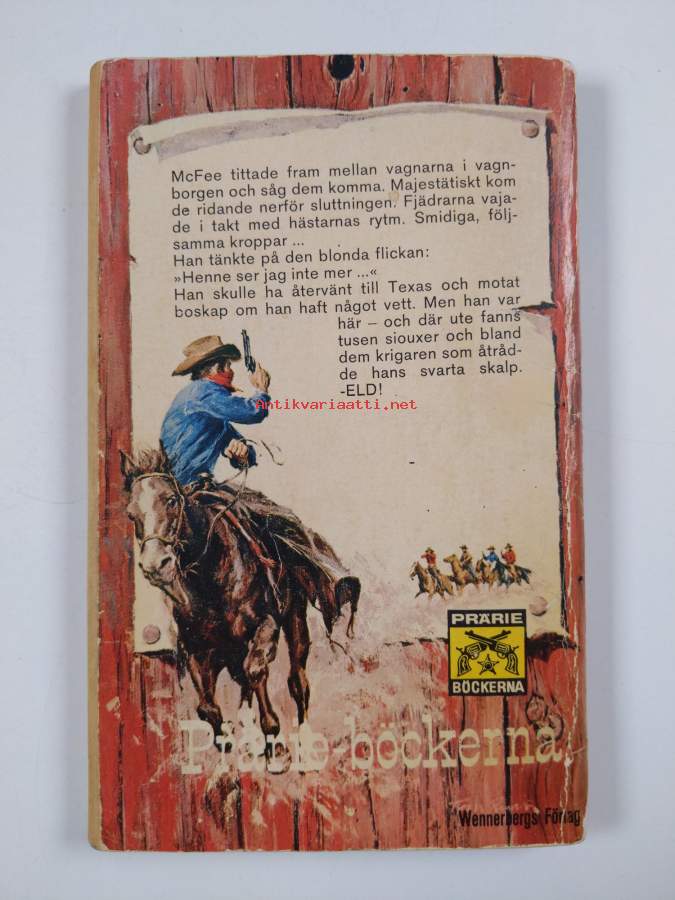 McFee tittade fram mellan vagnarna i vagn-
borgen och såg dem komma. Majestätiskt kom
de ridande nerför sluttningen. Fjädrarna vaja-
de i takt med hästarnas rytm. Smidiga, följ-
samma kroppar ...
Han tänkte på den blonda flickan:
»Henne ser jag inte mer ...«
Han skulle ha återvänt till Texas och motat
boskap om han haft något vett. Men han var
här – och där ute fanns
tusen siouxer och bland
dem krigaren som åtråd-
de hans svarta skalp.
-ELD!
Antikvariaatti.net
PRÄRIE
BÖCKERNA
Prärie-böckerna.
Wennerbergs Förlag